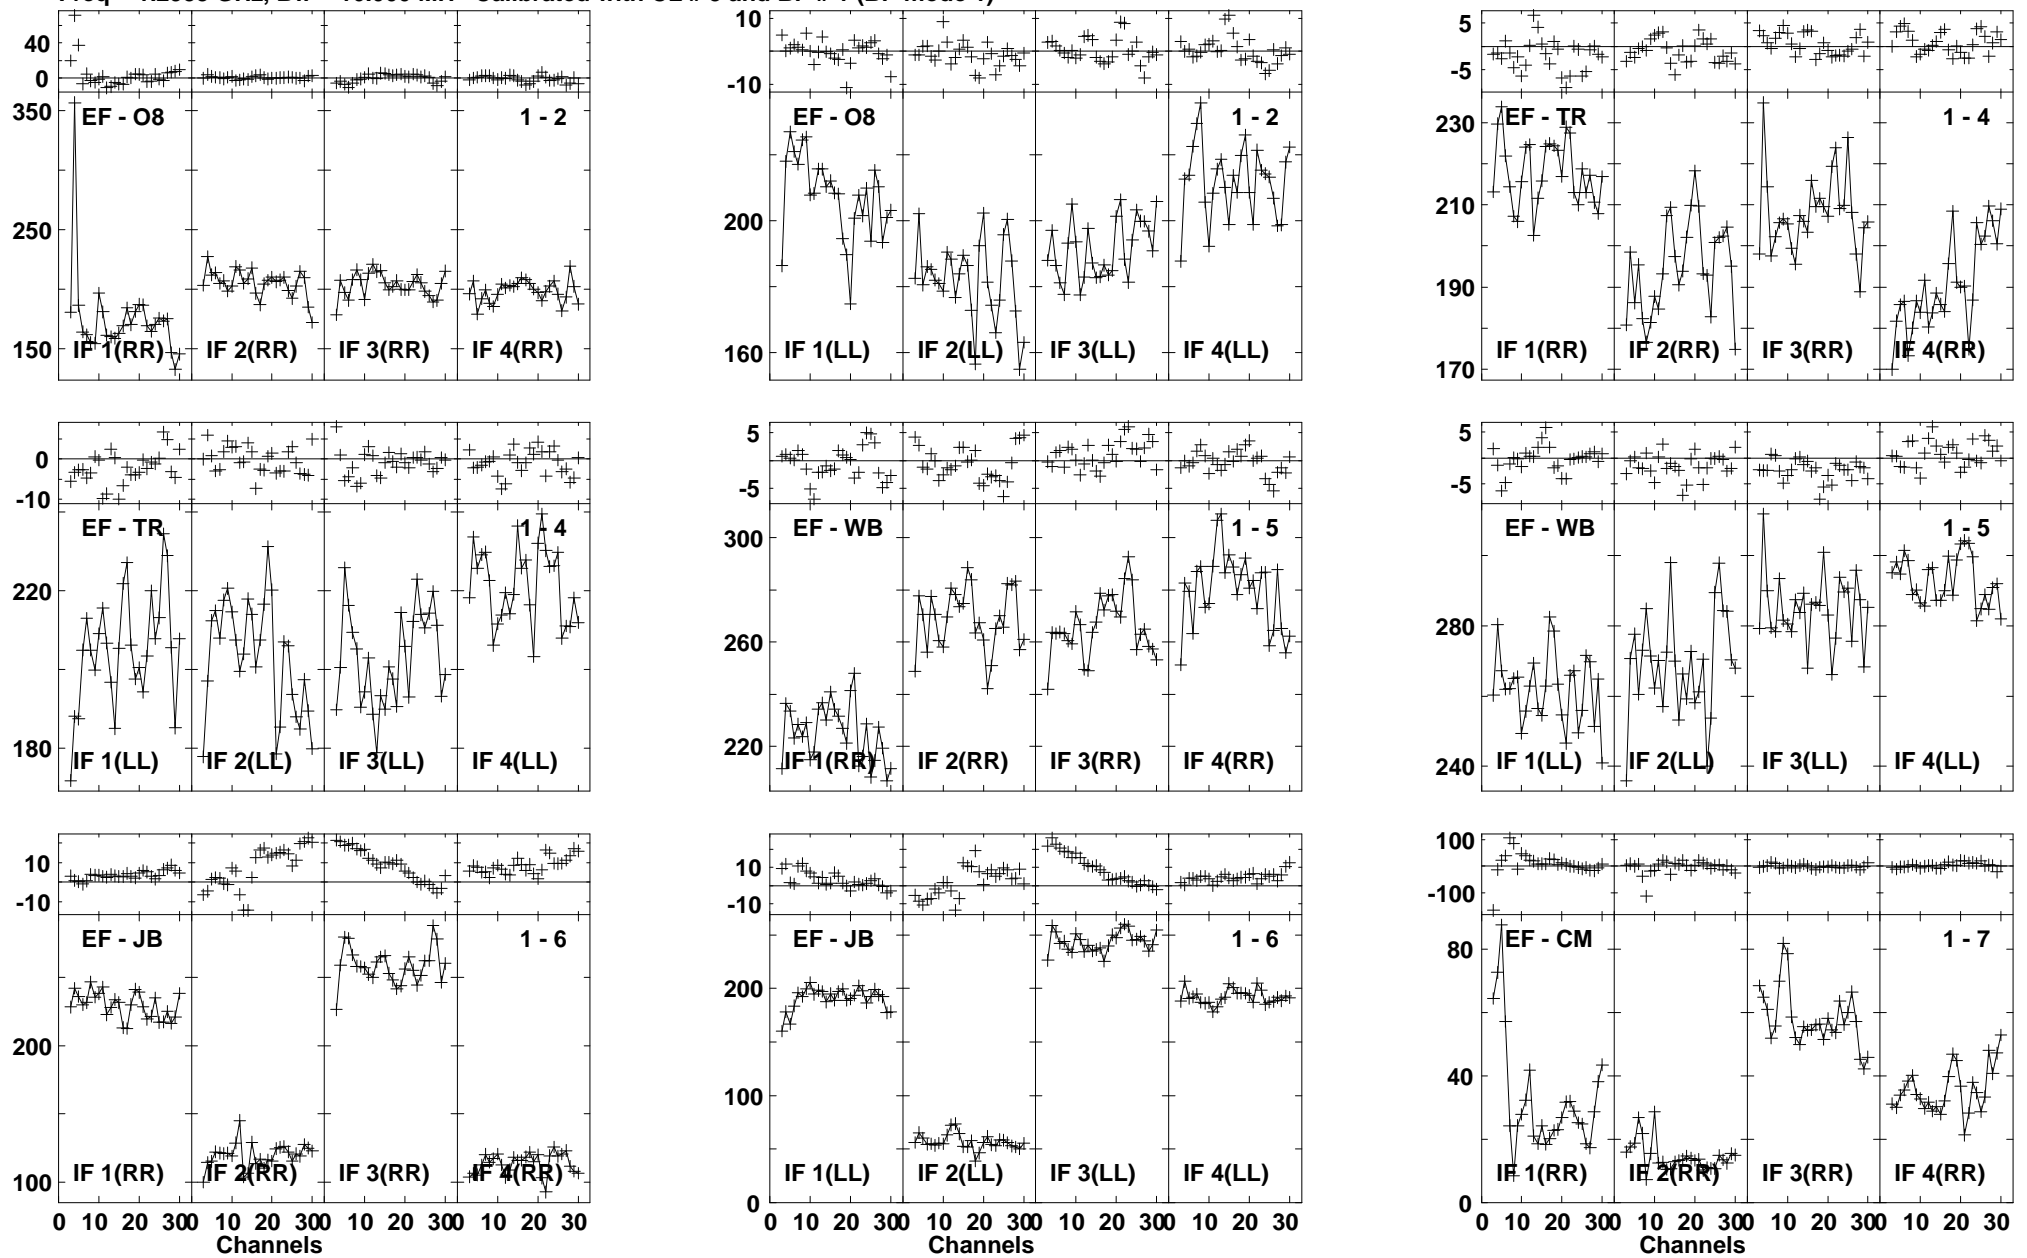 40
0
350
250
150
EF - O8
1 - 2
IF 1(RR)
IF 2(RR)
IF 3(RR)
IF 4(RR)
10
-10
200
160
EF - O8
1 - 2
IF 1(LL)
IF 2(LL)
IF 3(LL)
IF 4(LL)
5
-5
230
210
190
170
EF - TR
1 - 4
IF 1(RR)
IF 2(RR)
IF 3(RR)
IF 4(RR)
0
-10
220
180
EF - TR
1 - 4
IF 1(LL)
IF 2(LL)
IF 3(LL)
IF 4(LL)
5
-5
300
260
220
EF - WB
1 - 5
IF 1(RR)
IF 2(RR)
IF 3(RR)
IF 4(RR)
5
-5
280
240
EF - WB
1 - 5
IF 1(LL)
IF 2(LL)
IF 3(LL)
IF 4(LL)
10
-10
200
100
EF - JB
1 - 6
IF 1(RR)
IF 2(RR)
IF 3(RR)
IF 4(RR)
0 10 20 30 0 10 20 30 0 10 20 30 0 10 20 30
Channels
10
-10
200
100
0
EF - JB
1 - 6
IF 1(LL)
IF 2(LL)
IF 3(LL)
IF 4(LL)
0 10 20 30 0 10 20 30 0 10 20 30 0 10 20 30
Channels
100
-100
80
40
0
EF - CM
1 - 7
IF 1(RR)
IF 2(RR)
IF 3(RR)
IF 4(RR)
0 10 20 30 0 10 20 30 0 10 20 30 0 10 20 30
Channels